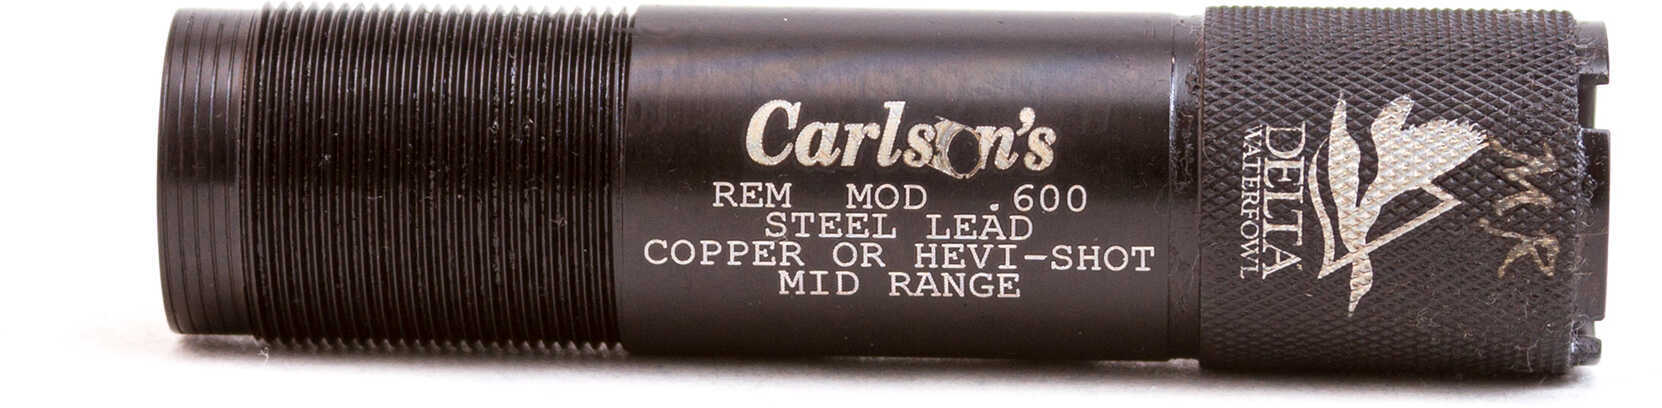 Carlson's
REM MOD .600
STEEL LEAD
COPPER OR HEVI-SHOT
MID RANGE
DELTA
WATERFOWL
MR